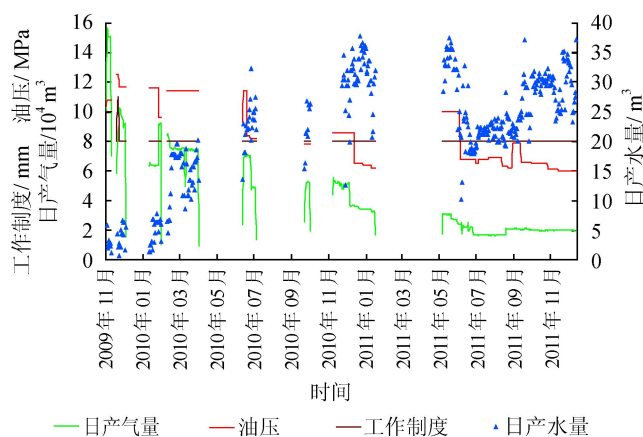 工作制度/ mm 油压/ MPa
日产气量/10⁴ m³
16
14
12
10
8
6
4
2
0
40
35
30
25
20
15
10
5
0
日产水量/ m³
2009年11月
2010年01月
2010年03月
2010年05月
2010年07月
2010年09月
2010年11月
2011年01月
2011年03月
2011年05月
2011年07月
2011年09月
2011年11月
时间
日产气量 油压 工作制度 日产水量